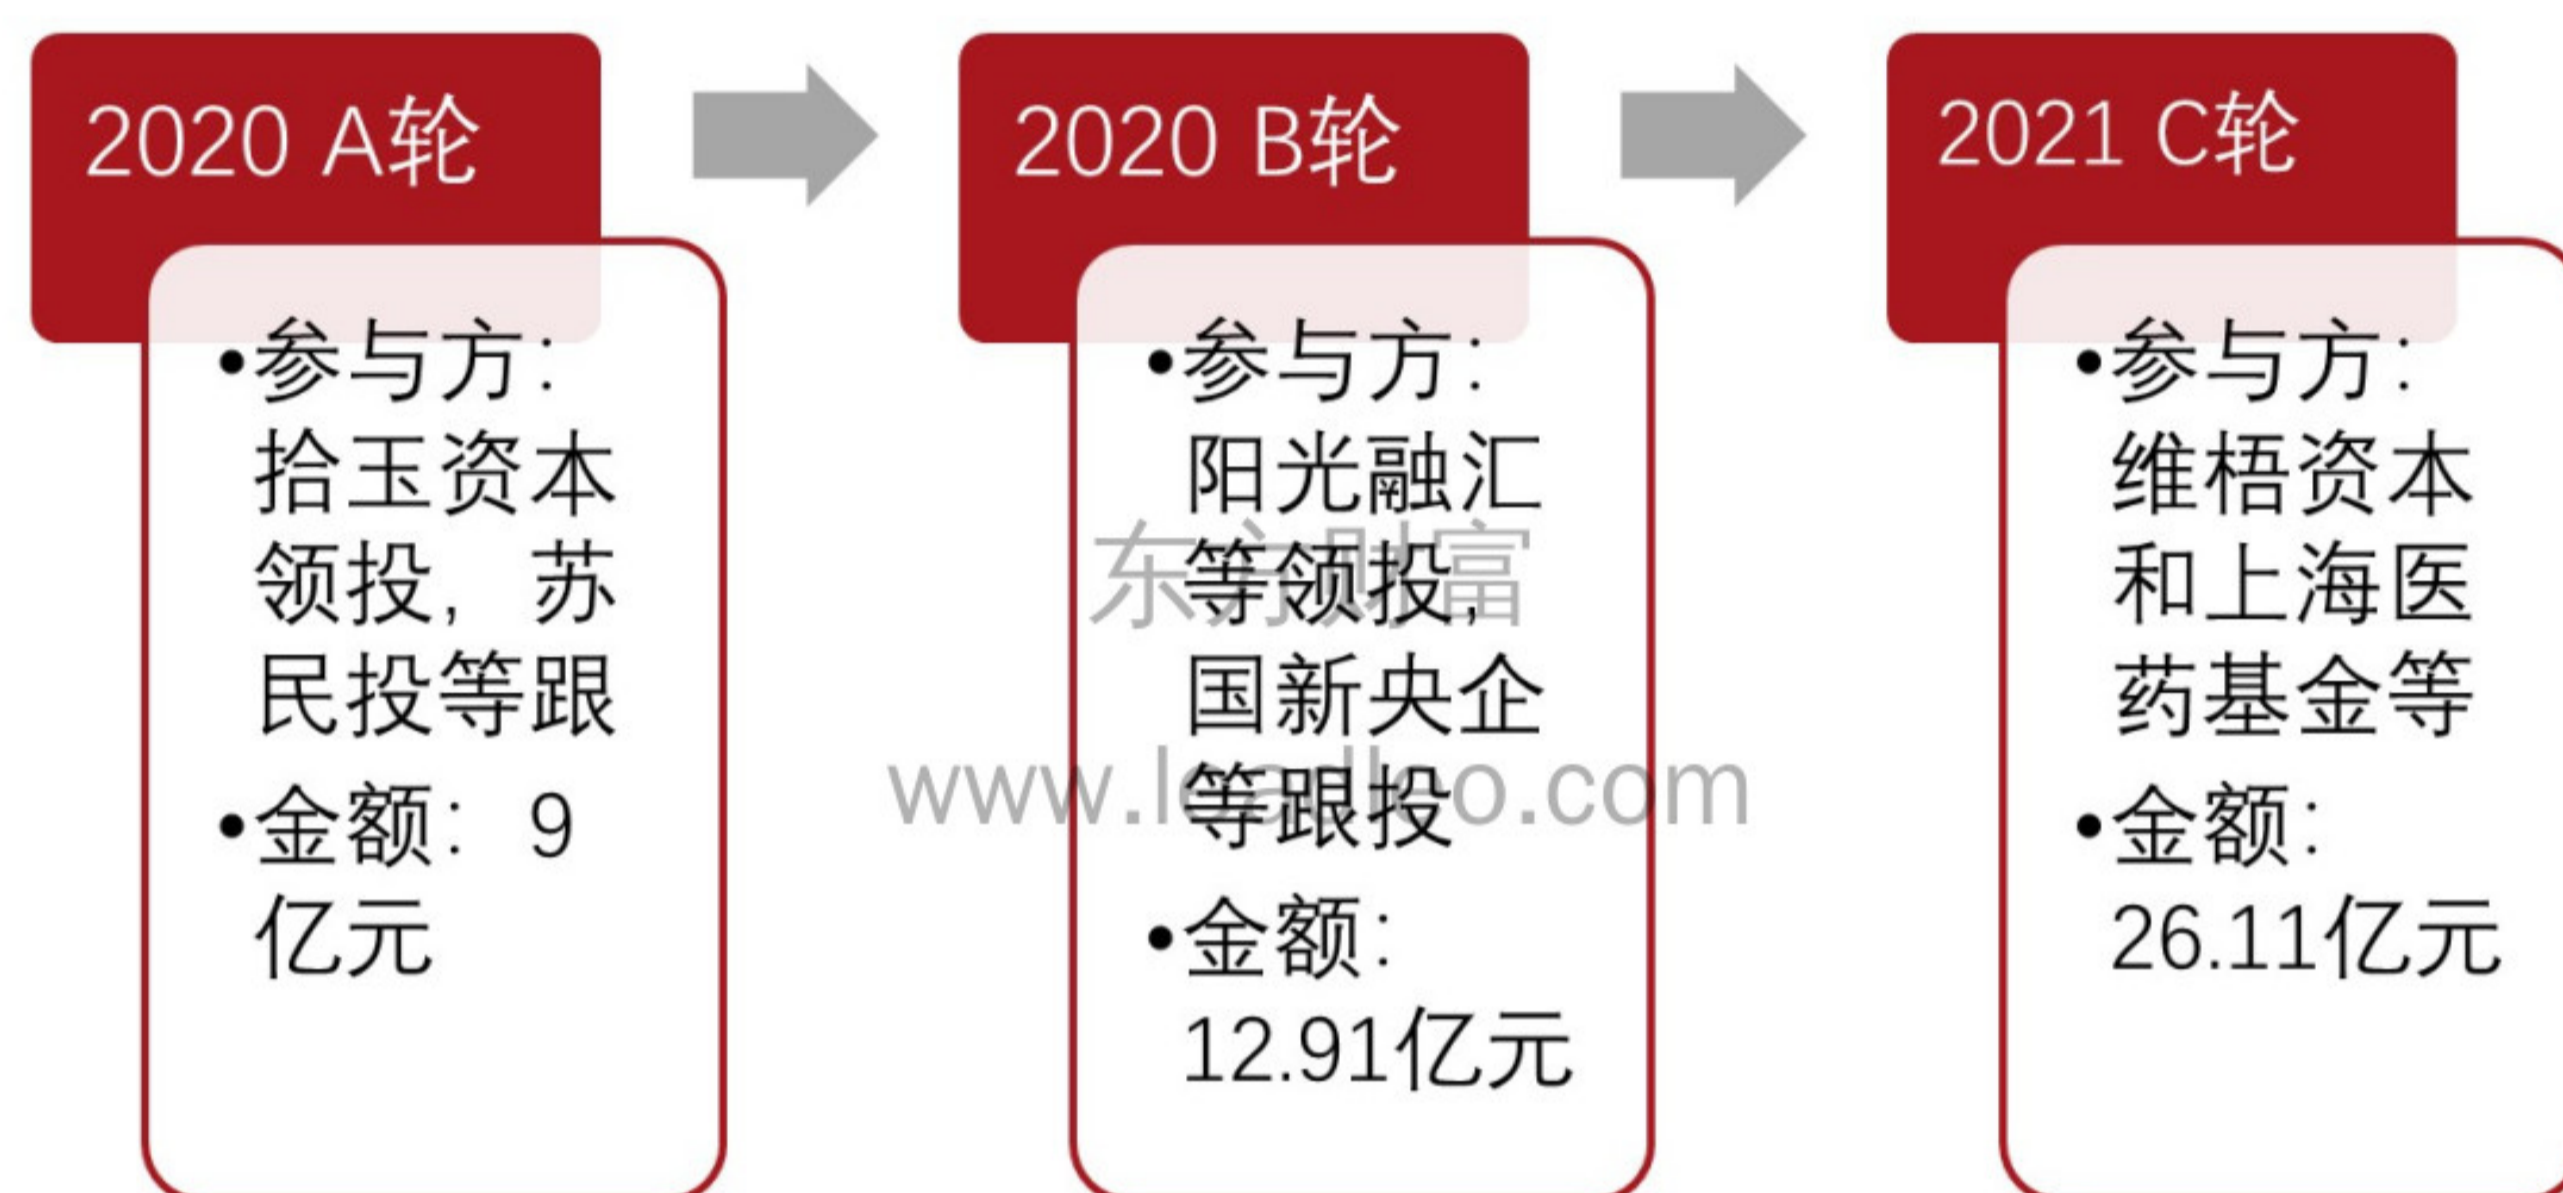 2020 A轮
•参与方：
拾玉资本
领投，苏
民投等跟
•金额：9
亿元
2020 B轮
•参与方：
阳光融汇
等领投，
国新央企
等跟投
•金额：
12.91亿元
2021 C轮
•参与方：
维梧资本
和上海医
药基金等
•金额：
26.11亿元
东方财富
www.leadleo.com